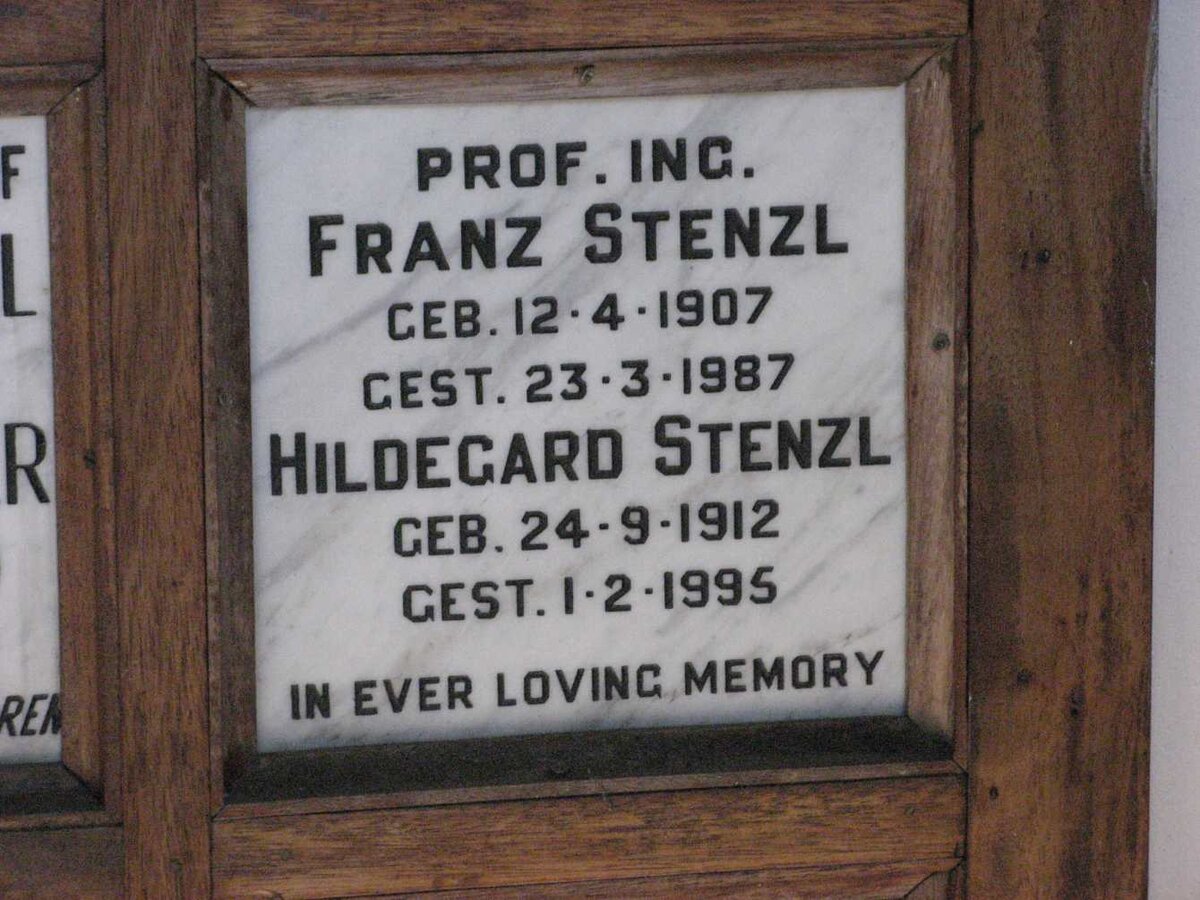 PROF. ING.
FRANZ STENZL
GEB. 12·4·1907
GEST. 23·3·1987
HILDEGARD STENZL
GEB. 24·9·1912
GEST. 1·2·1995
IN EVER LOVING MEMORY